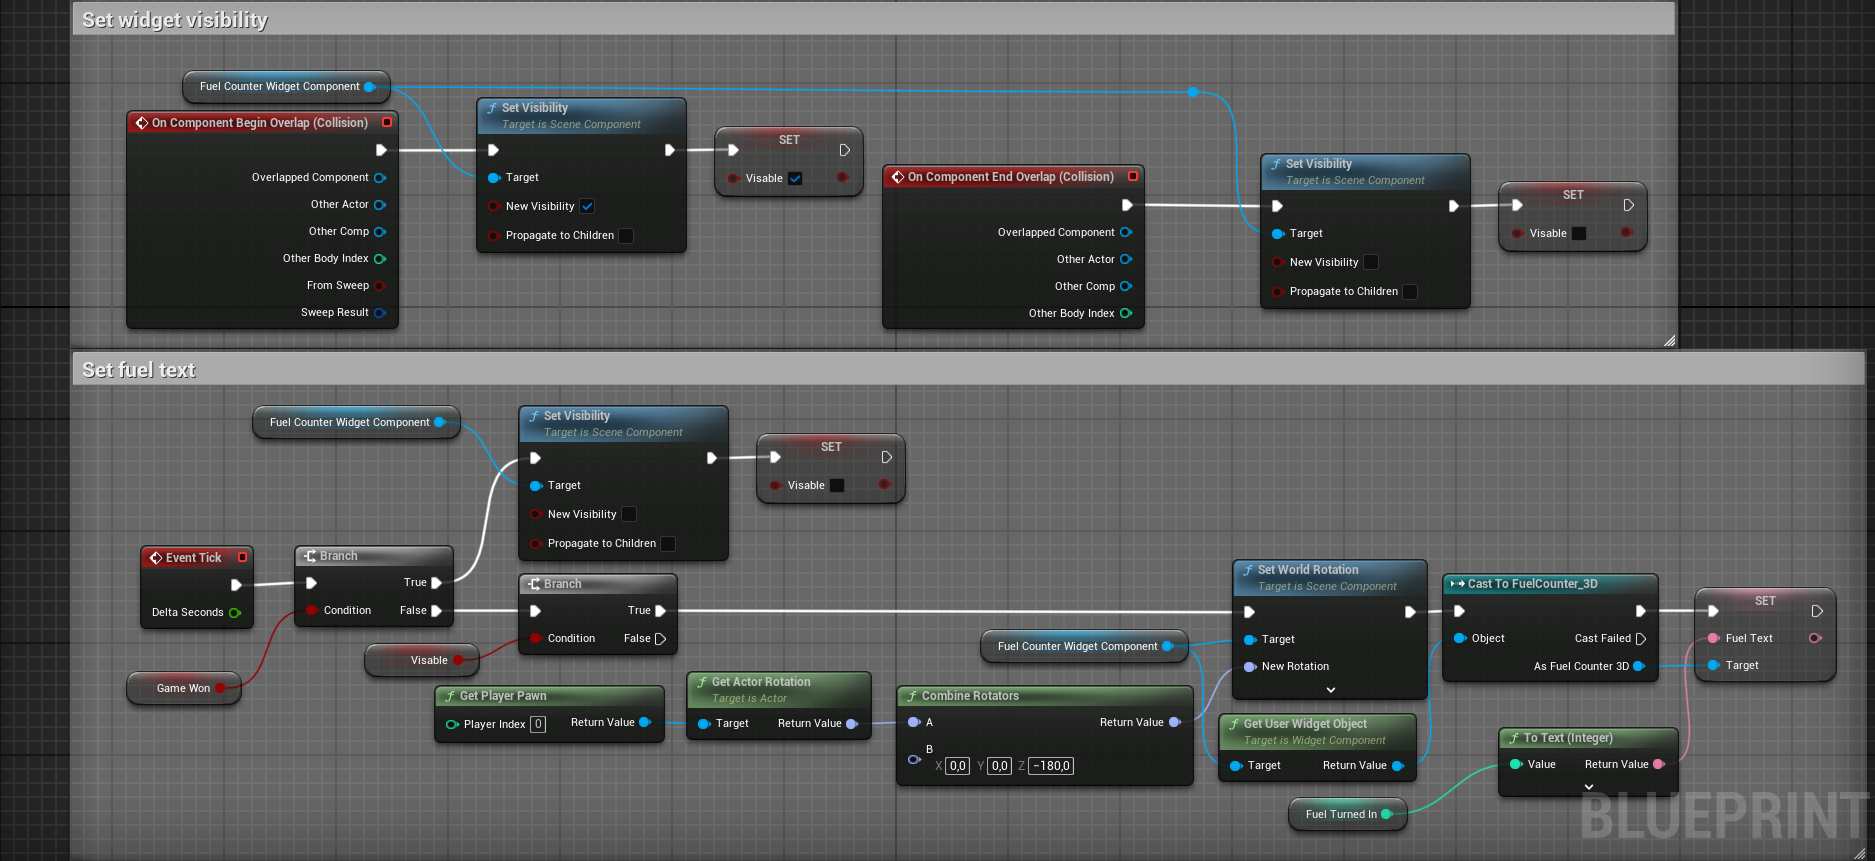 Set widget visibility
Fuel Counter Widget Component
On Component Begin Overlap (Collision)
Overlapped Component
Other Actor
Other Comp
Other Body Index
From Sweep
Sweep Result
Set Visibility
Target is Scene Component
Target
New Visibility
Propagate to Children
SET
Visable
On Component End Overlap (Collision)
Overlapped Component
Other Actor
Other Comp
Other Body Index
Set Visibility
Target is Scene Component
Target
New Visibility
Propagate to Children
SET
Visable
Set fuel text
Fuel Counter Widget Component
Set Visibility
Target is Scene Component
Target
New Visibility
Propagate to Children
SET
Visable
Event Tick
Delta Seconds
Branch
True
Condition False
Game Won
Branch
True
Condition False
Visable
Get Player Pawn
Player Index 0 Return Value
Get Actor Rotation
Target is Actor
Target Return Value
Combine Rotators
A Return Value
B
X 0,0 Y 0,0 Z -180,0
Fuel Counter Widget Component
Set World Rotation
Target is Scene Component
Target
New Rotation
Get User Widget Object
Target is Widget Component
Target Return Value
Cast To FuelCounter_3D
Object Cast Failed
As Fuel Counter 3D
SET
Fuel Text
Target
To Text (Integer)
Value Return Value
Fuel Turned In
BLUEPRINT